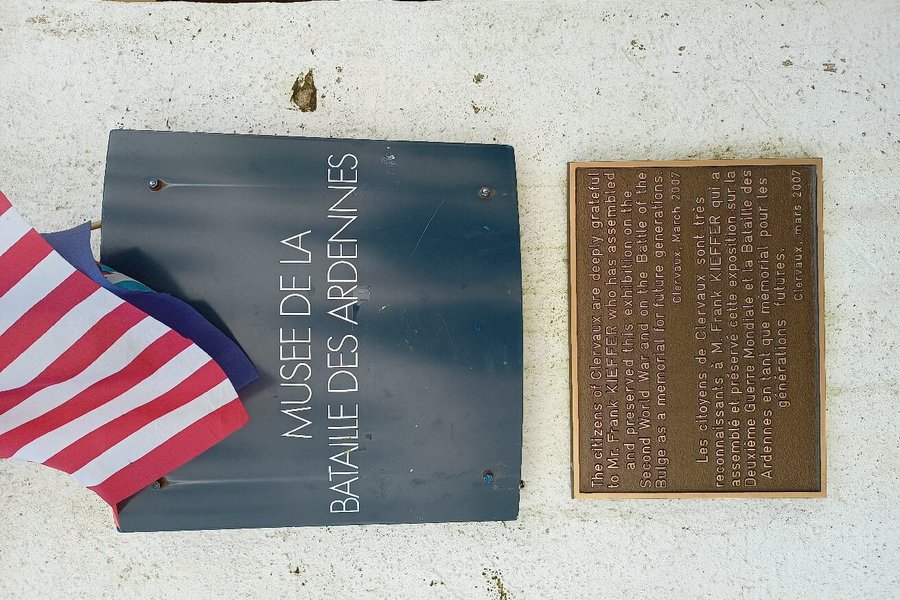 MUSEE DE LA
BATAILLE DES ARDENNES
The citizens of Clervaux are deeply grateful
to Mr. Frank KIEFFER who has assembled
and preserved this exhibition on the
Second World War and on the Battle of the
Bulge as a memorial for future generations.
Clervaux, March 2007
Les citoyens de Clervaux sont très
reconnaissants à M. Frank KIEFFER qui a
assemblé et préservé cette exposition sur la
Deuxième Guerre Mondiale et la Bataille des
Ardennes en tant que mémorial pour les
générations futures.
Clervaux, mars 2007